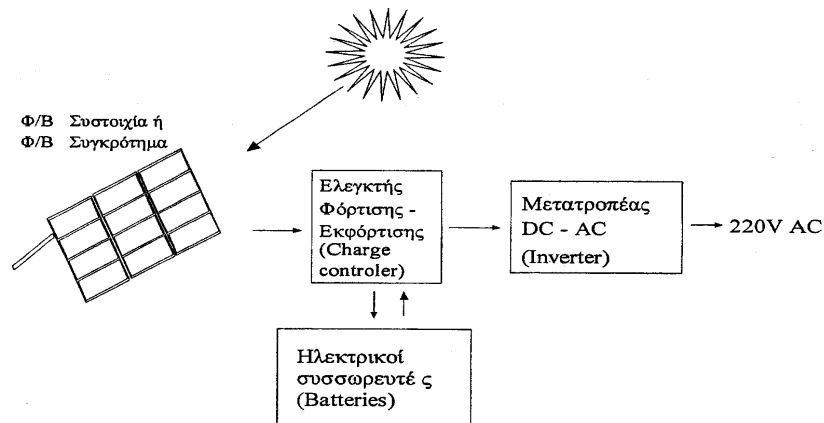 Φ/Β Συστοιχία ή
Φ/Β Συγκρότημα
Ελεγκτής
Φόρτισης -
Εκφόρτισης
(Charge
controler)
Μετατροπέας
DC - AC
(Inverter)
220V AC
Ηλεκτρικοί
συσσωρευτέ ς
(Batteries)